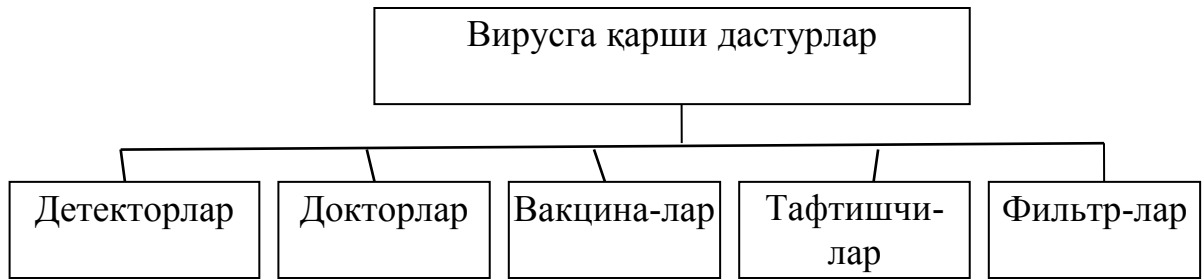 Вирусга қарши дастурлар
Детекторлар
Докторлар
Вакцина-лар
Тафтишчи-
лар
Фильтр-лар